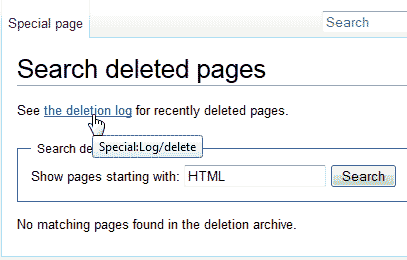 Special page
Search
Search deleted pages
See the deletion log for recently deleted pages.
Search de
Special:Log/delete
Show pages starting with: HTML Search
No matching pages found in the deletion archive.